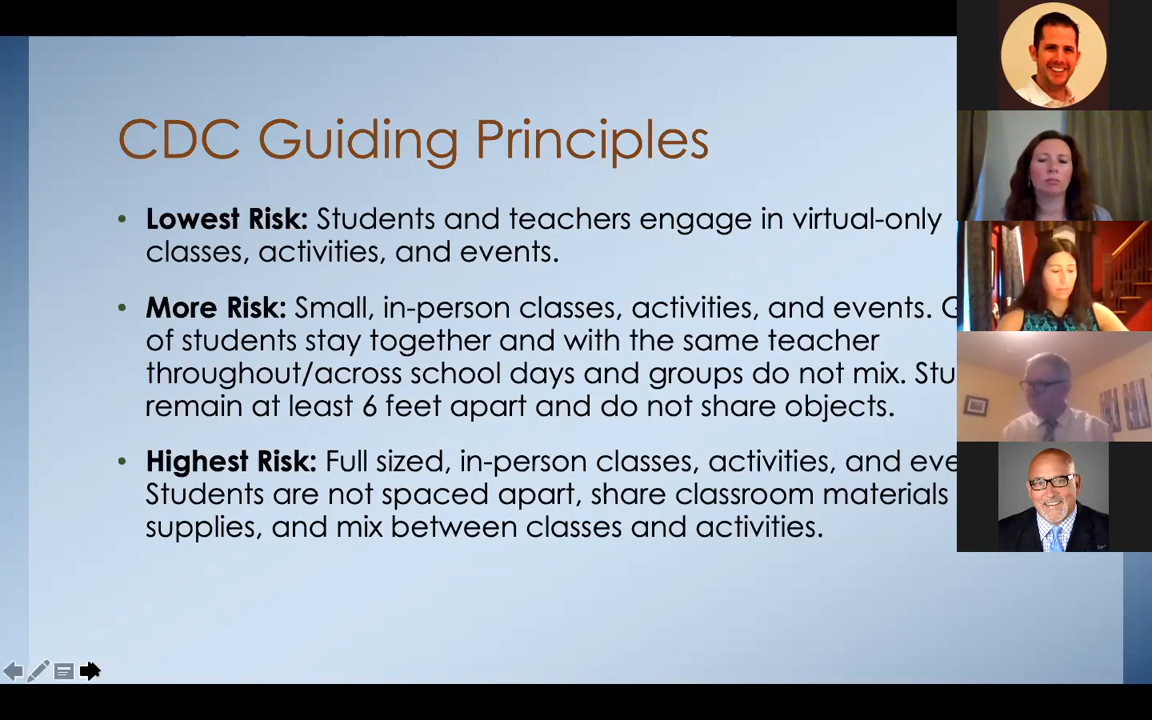 CDC Guiding Principles
• Lowest Risk: Students and teachers engage in virtual-only
classes, activities, and events.
• More Risk: Small, in-person classes, activities, and events.
of students stay together and with the same teacher
throughout/across school days and groups do not mix. Stu
remain at least 6 feet apart and do not share objects.
• Highest Risk: Full sized, in-person classes, activities, and eve
Students are not spaced apart, share classroom materials
supplies, and mix between classes and activities.